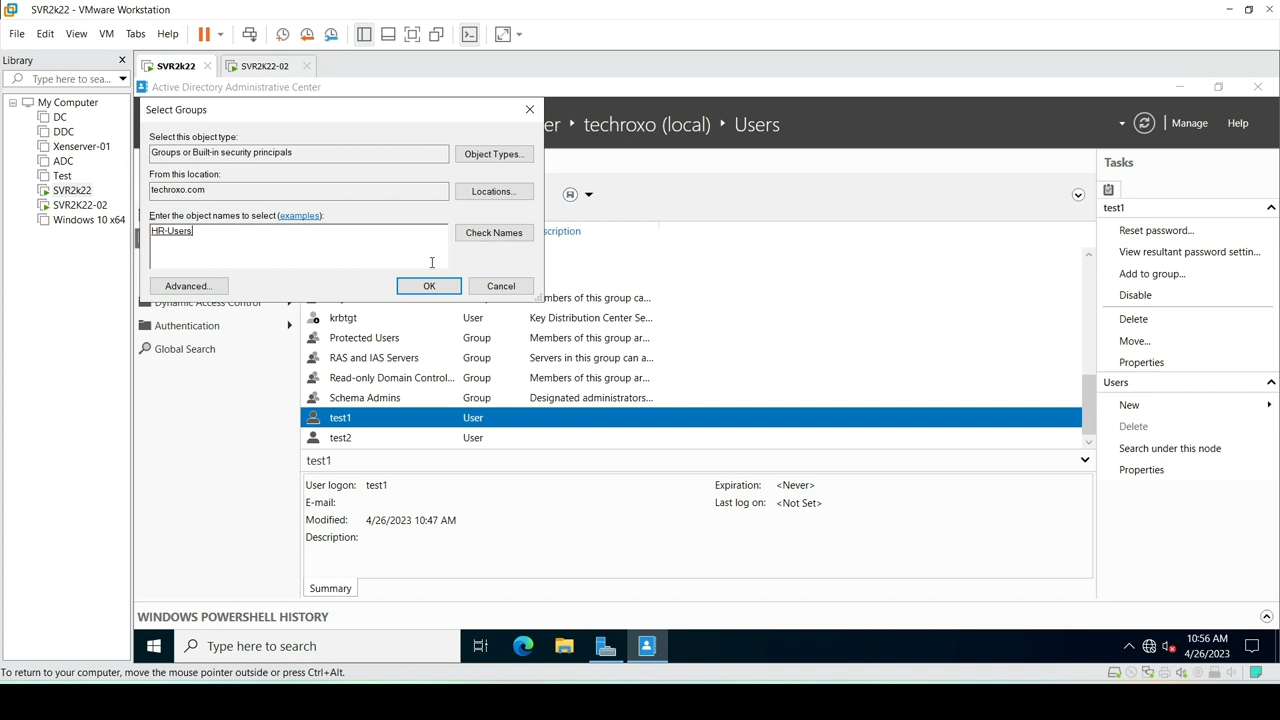 SVR2k22 - VMware Workstation
File Edit View VM Tabs Help
Library
Type here to sea...
My Computer
DC
DDC
Xenserver-01
ADC
Test
SVR2k22
SVR2K22-02
Windows 10 x64
SVR2k22
SVR2K22-02
Active Directory Administrative Center
techroxo (local) Users
Manage Help
Select Groups
Select this object type:
Groups or Built-in security principals
Object Types...
From this location:
techroxo.com
Locations...
Enter the object names to select (examples):
HR-Users
Check Names
Advanced...
OK
Cancel
Authentication
Global Search
krbtgt User Key Distribution Center Se...
Protected Users Group Members of this group ar...
RAS and IAS Servers Group Servers in this group can a...
Read-only Domain Control... Group Members of this group ar...
Schema Admins Group Designated administrators...
test1 User
test2 User
test1
User logon: test1 Expiration: <Never>
E-mail: Last log on: <Not Set>
Modified: 4/26/2023 10:47 AM
Description:
Summary
Tasks
test1
Reset password...
View resultant password settin...
Add to group...
Disable
Delete
Move...
Properties
Users
New
Delete
Search under this node
Properties
WINDOWS POWERSHELL HISTORY
Type here to search
10:56 AM
4/26/2023
To return to your computer, move the mouse pointer outside or press Ctrl+Alt.